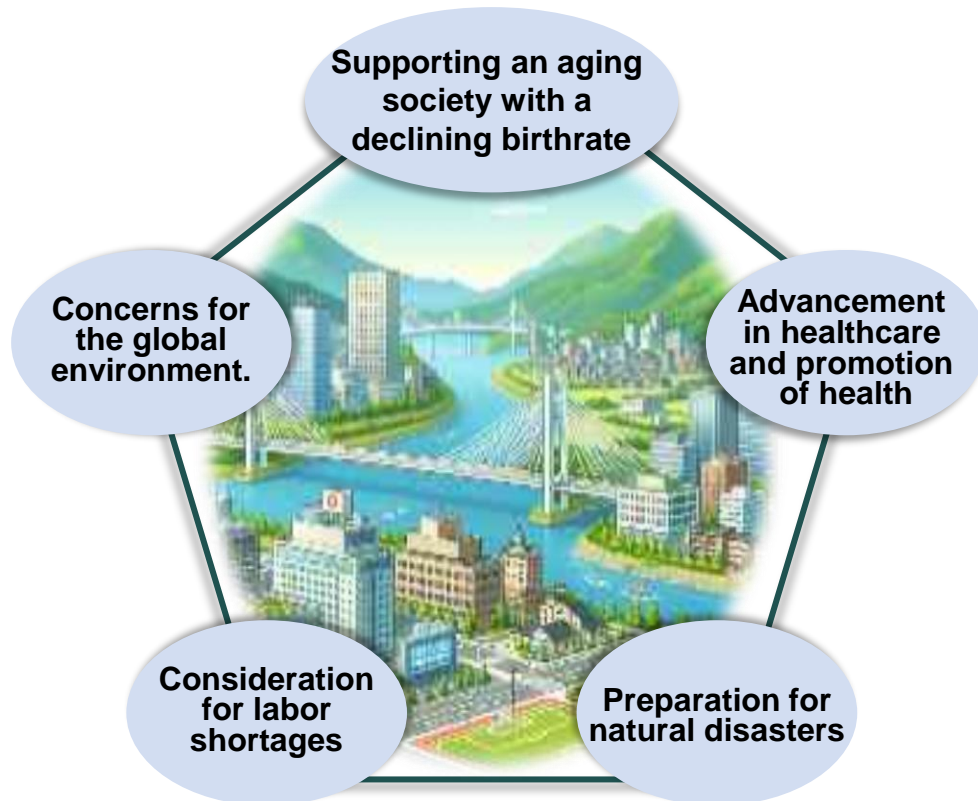 Supporting an aging
society with a
declining birthrate
Concerns for
the global
environment.
Advancement
in healthcare
and promotion
of health
Consideration
for labor
shortages
Preparation for
natural disasters